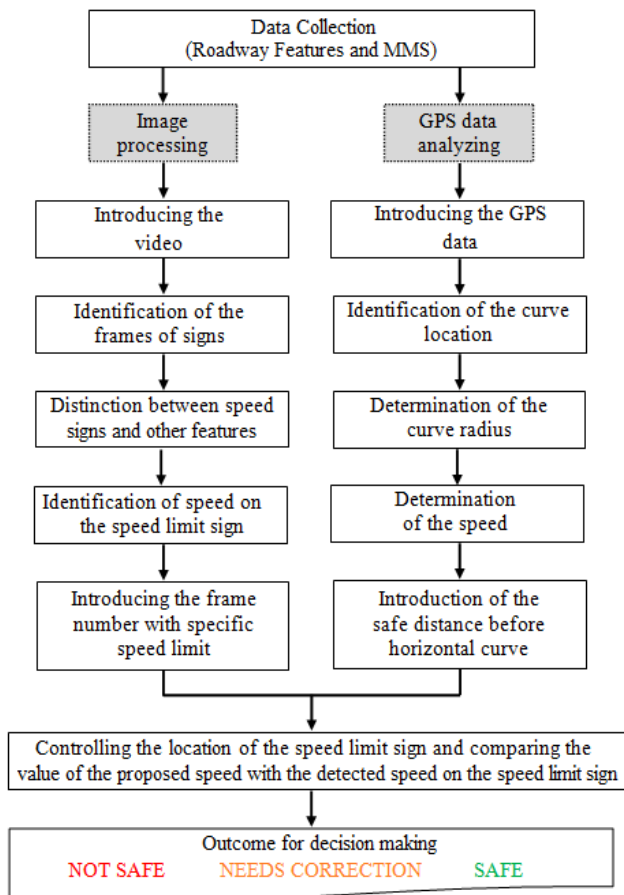 Data Collection
(Roadway Features and MMS)
Image
processing
GPS data
analyzing
Introducing the
video
Introducing the GPS
data
Identification of the
frames of signs
Identification of the curve
location
Distinction between speed
signs and other features
Determination of the
curve radius
Identification of speed on
the speed limit sign
Determination
of the speed
Introducing the frame
number with specific
speed limit
Introduction of the
safe distance before
horizontal curve
Controlling the location of the speed limit sign and comparing the
value of the proposed speed with the detected speed on the speed limit sign
Outcome for decision making
NOT SAFE NEEDS CORRECTION SAFE